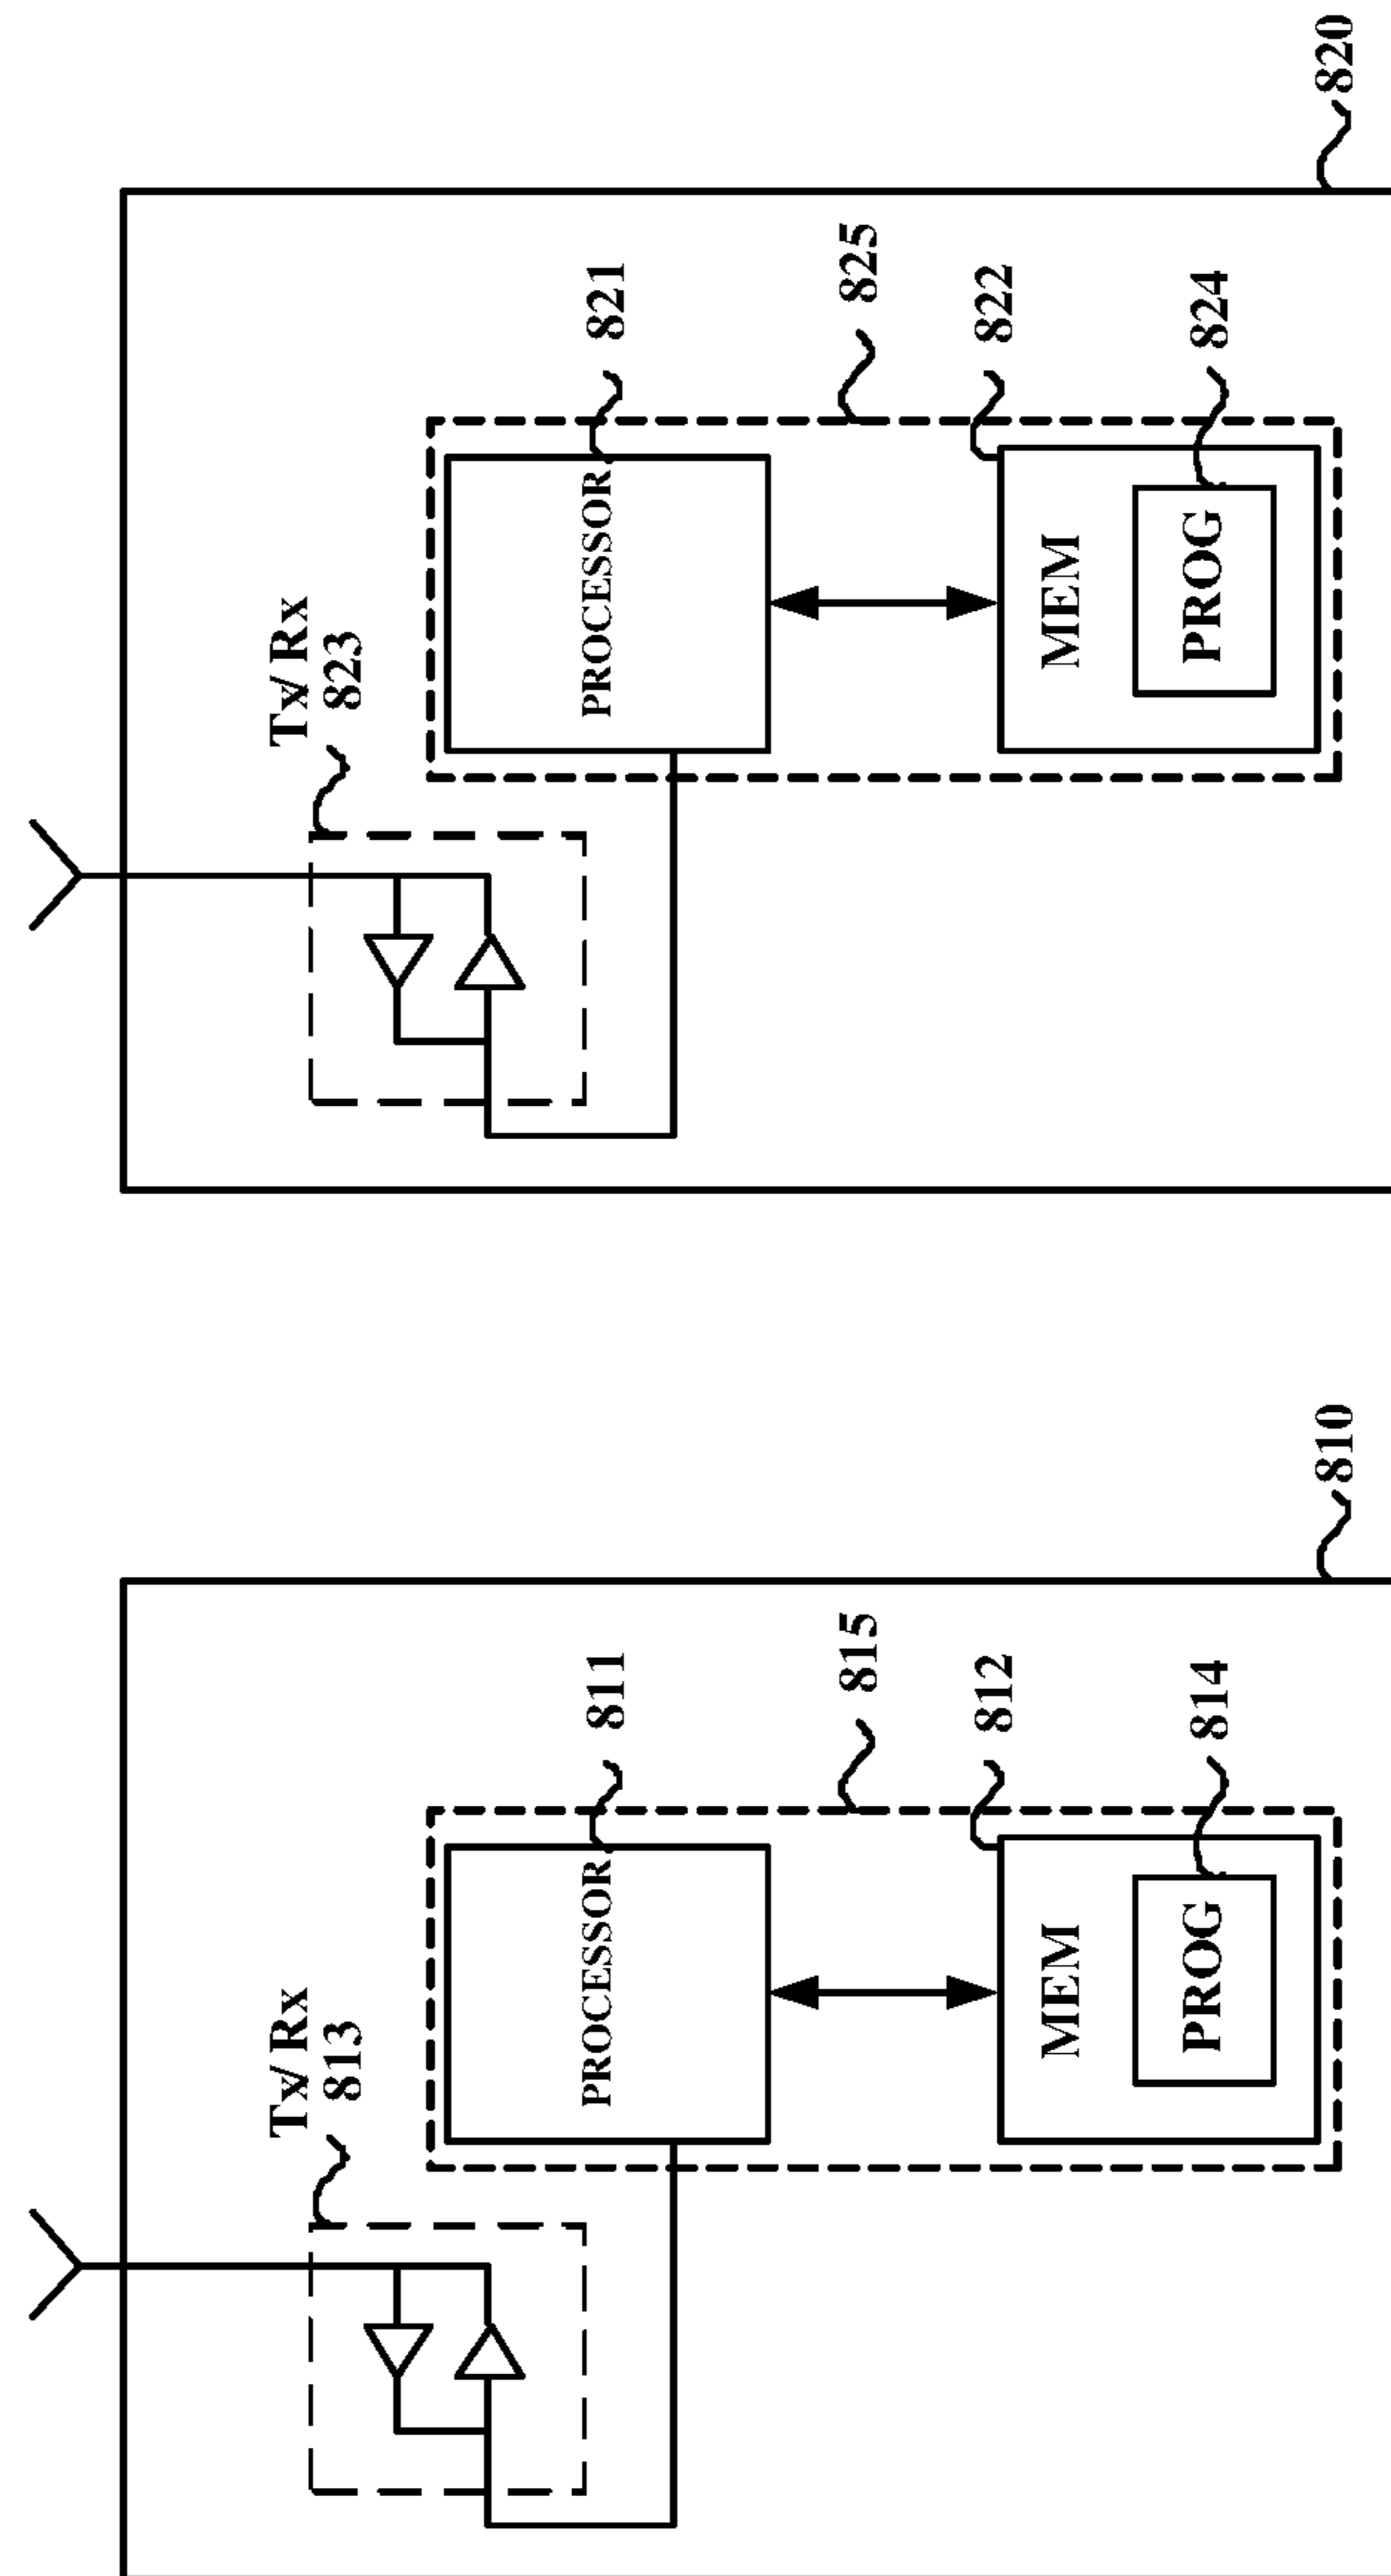 Tx/ Rx
813
PROCESSOR
811
815
MEM
812
PROG
814
810
Tx/ Rx
823
PROCESSOR
821
825
MEM
822
PROG
824
820